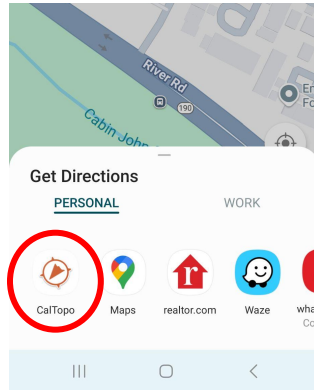 River Rd
190
Cabin John
Get Directions
PERSONAL WORK
CalTopo Maps realtor.com Waze